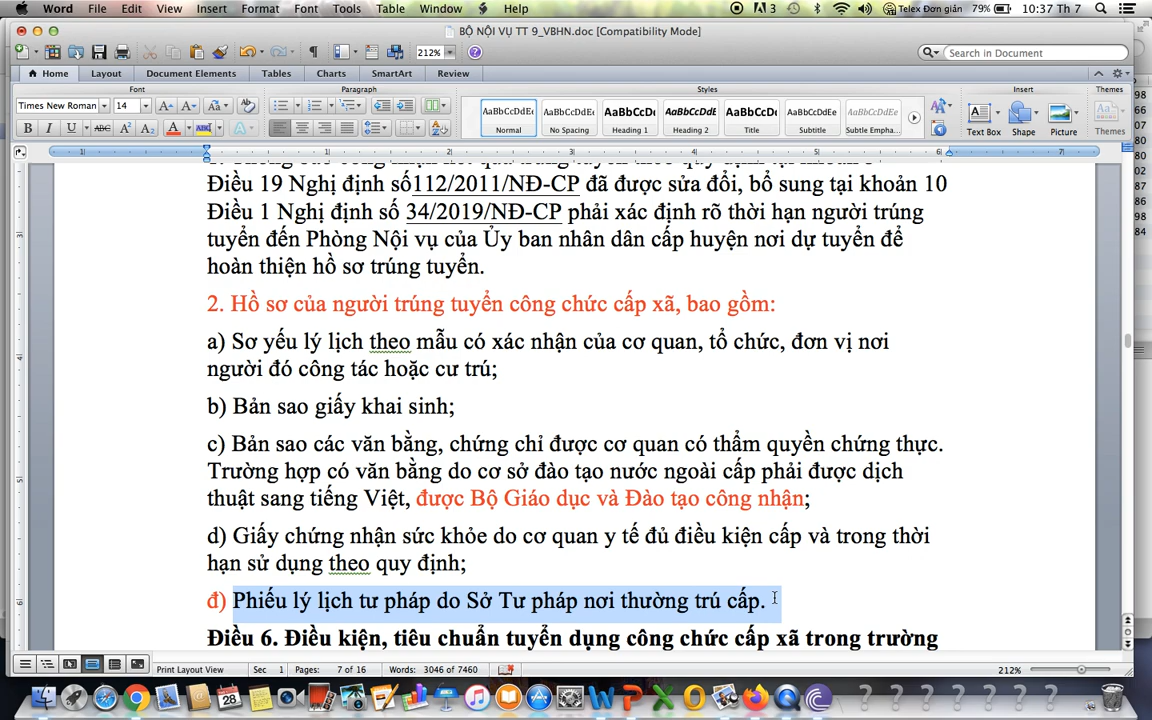 Word File Edit View Insert Format Font Tools Table Window Help
3 Telex Đơn giản 79% 10:37 Th 7
BỘ NỘI VỤ TT 9_VBHN.doc [Compatibility Mode]
212% Search in Document
Home Layout Document Elements Tables Charts SmartArt Review
Font Paragraph Styles Insert Themes
Times New Roman 14
AaBbCcDdEe AaBbCcDdEe AaBbCcDc AaBbCcDdEe AaBbCcDc AaBbCcDdEe AaBbCcDdEe
Normal No Spacing Heading 1 Heading 2 Title Subtitle Subtle Empha... Text Box Shape Picture Themes
Điều 19 Nghị định số112/2011/NĐ-CP đã được sửa đổi, bổ sung tại khoản 10
Điều 1 Nghị định số 34/2019/NĐ-CP phải xác định rõ thời hạn người trúng
tuyển đến Phòng Nội vụ của Ủy ban nhân dân cấp huyện nơi dự tuyển để
hoàn thiện hồ sơ trúng tuyển.
2. Hồ sơ của người trúng tuyển công chức cấp xã, bao gồm:
a) Sơ yếu lý lịch theo mẫu có xác nhận của cơ quan, tổ chức, đơn vị nơi
người đó công tác hoặc cư trú;
b) Bản sao giấy khai sinh;
c) Bản sao các văn bằng, chứng chỉ được cơ quan có thẩm quyền chứng thực.
Trường hợp có văn bằng do cơ sở đào tạo nước ngoài cấp phải được dịch
thuật sang tiếng Việt, được Bộ Giáo dục và Đào tạo công nhận;
d) Giấy chứng nhận sức khỏe do cơ quan y tế đủ điều kiện cấp và trong thời
hạn sử dụng theo quy định;
đ) Phiếu lý lịch tư pháp do Sở Tư pháp nơi thường trú cấp.
Điều 6. Điều kiện, tiêu chuẩn tuyển dụng công chức cấp xã trong trường
Print Layout View Sec 1 Pages: 7 of 16 Words: 3046 of 7460 212%